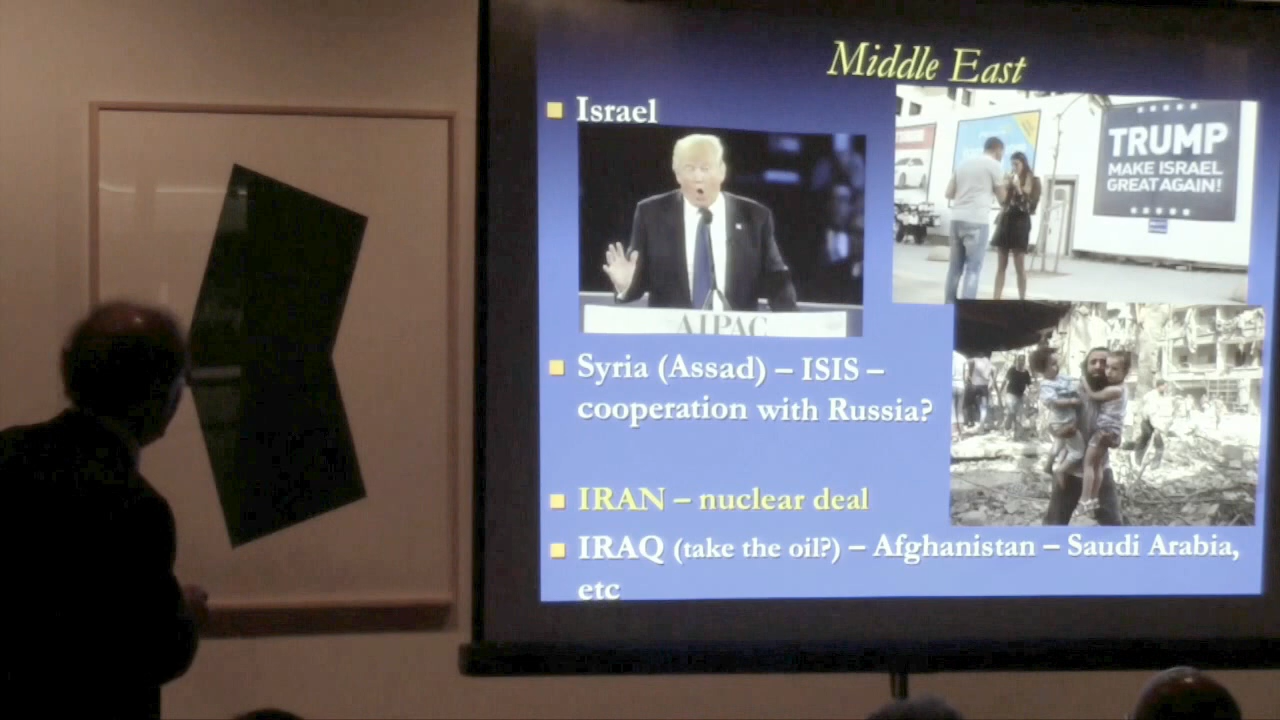 Middle East
Israel
AIPAC
TRUMP
MAKE ISRAEL
GREAT AGAIN!
Syria (Assad) – ISIS –
cooperation with Russia?
IRAN – nuclear deal
IRAQ (take the oil?) – Afghanistan – Saudi Arabia,
etc